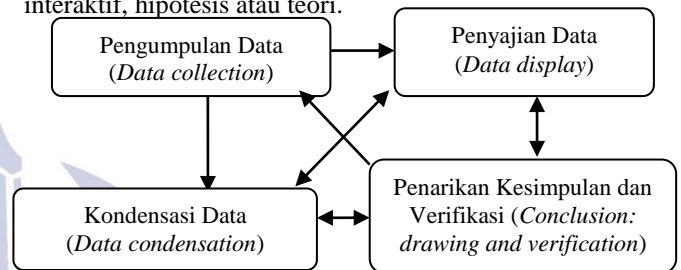 interaktif, hipotesis atau teori.
Pengumpulan Data
(Data collection)
Penyajian Data
(Data display)
Kondensasi Data
(Data condensation)
Penarikan Kesimpulan dan
Verifikasi (Conclusion:
drawing and verification)